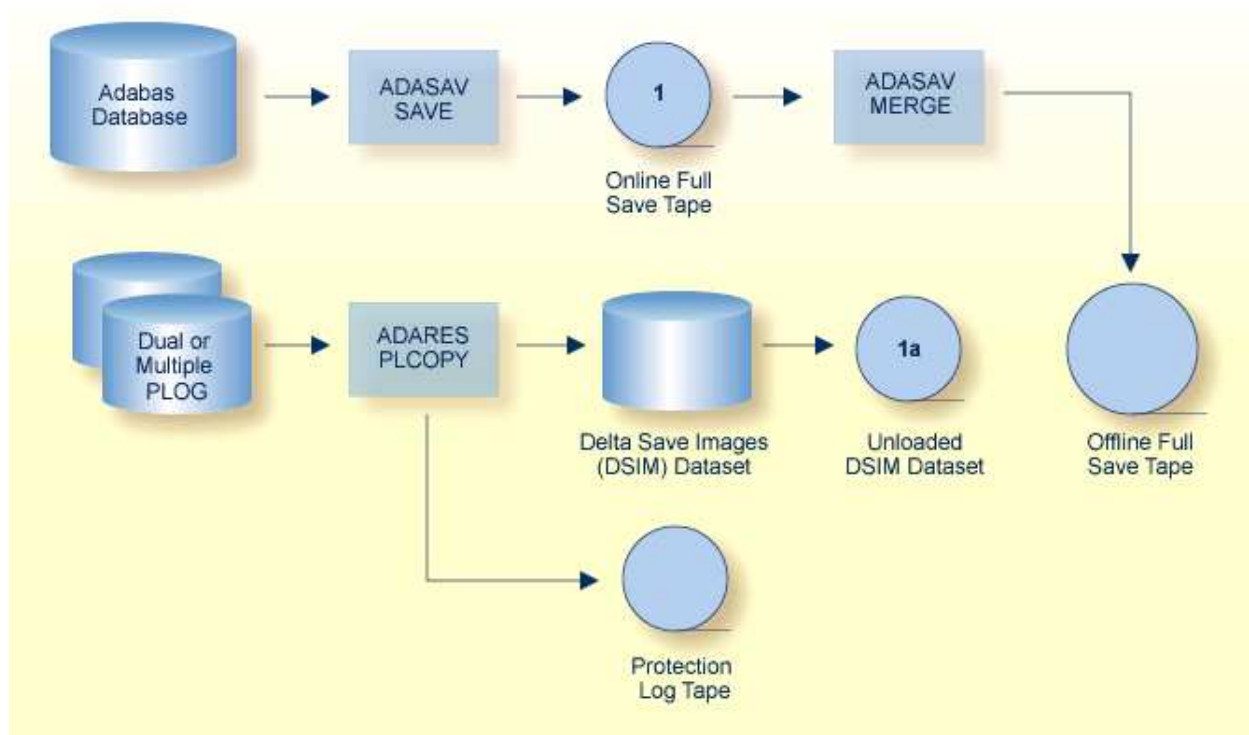 Adabas
Database
ADASAV
SAVE
1
Online Full
Save Tape
ADASAV
MERGE
Dual or
Multiple
PLOG
ADARES
PLCOPY
Delta Save Images
(DSIM) Dataset
1a
Unloaded
DSIM Dataset
Offline Full
Save Tape
Protection
Log Tape